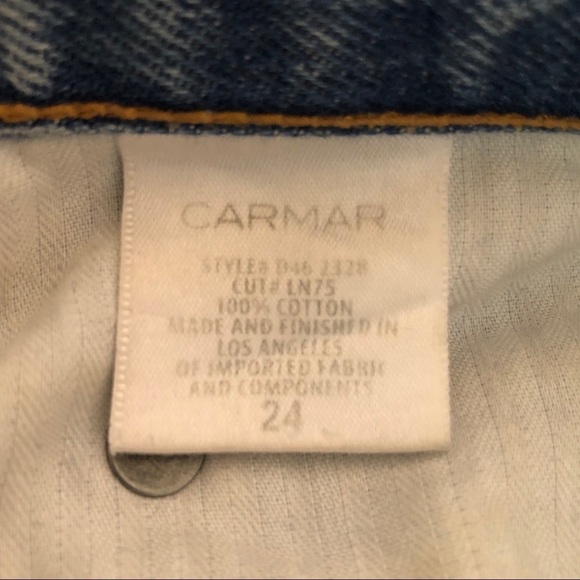 CARMAR
STYLE# D46 2328
CUT# LN75
100% COTTON
MADE AND FINISHED IN
LOS ANGELES
OF IMPORTED FABRIC
AND COMPONENTS
24